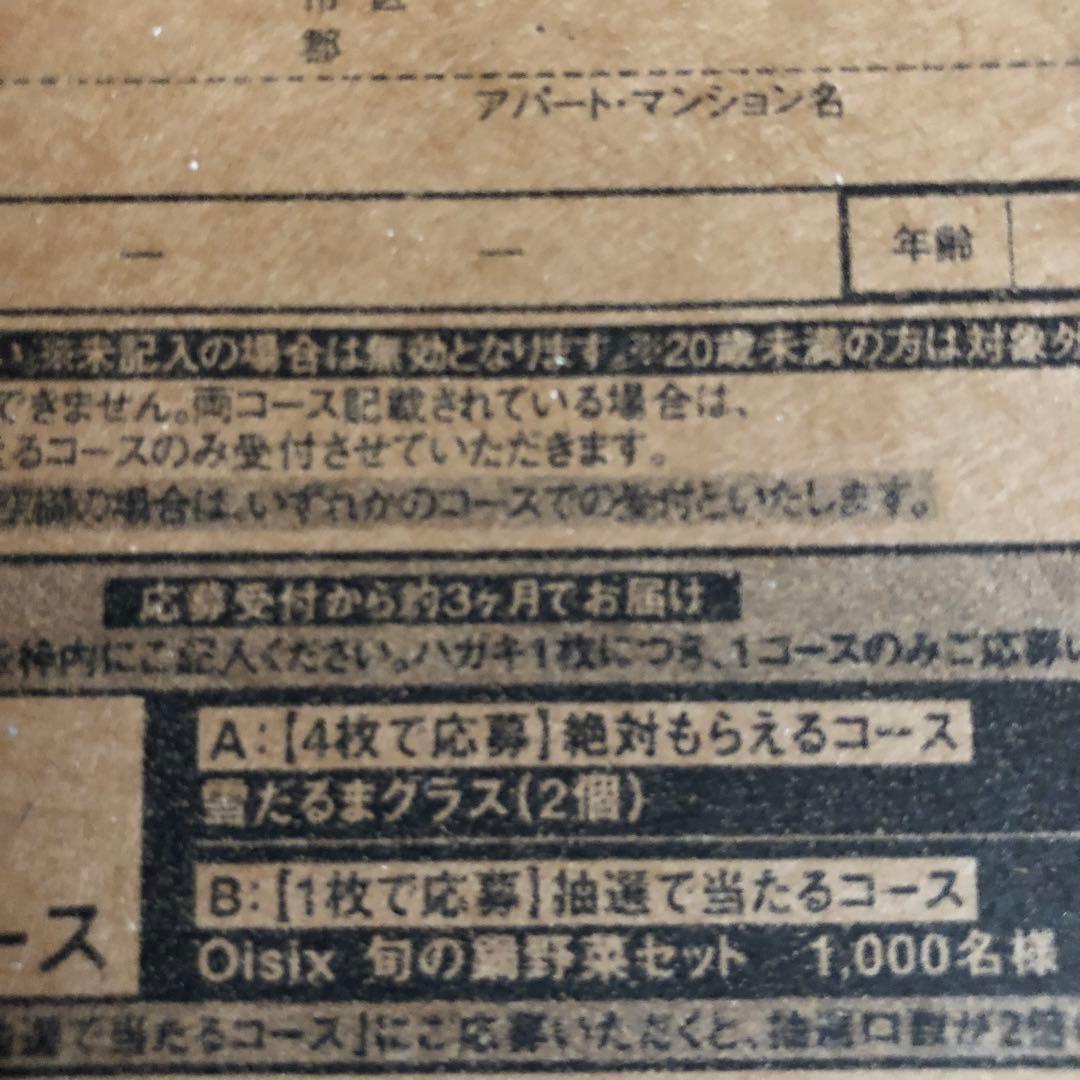 市 区
郡
アパート・マンション名
— — 年齢
い。※未記入の場合は無効となります。※20歳未満の方は対象外
できません。両コース記載されている場合は、
るコースのみ受付させていただきます。
の場合は、いずれかのコースでの受付といたします。
応募受付から約3ヶ月でお届け
枠内にご記入ください。ハガキ1枚につき、1コースのみご応募い
A:【4枚で応募】絶対もらえるコース
雪だるまグラス(2個)
B:【1枚で応募】抽選で当たるコース
ース
Oisix 旬の鍋野菜セット 1,000名様
抽選で当たるコース」にご応募いただくと、抽選口数が2倍